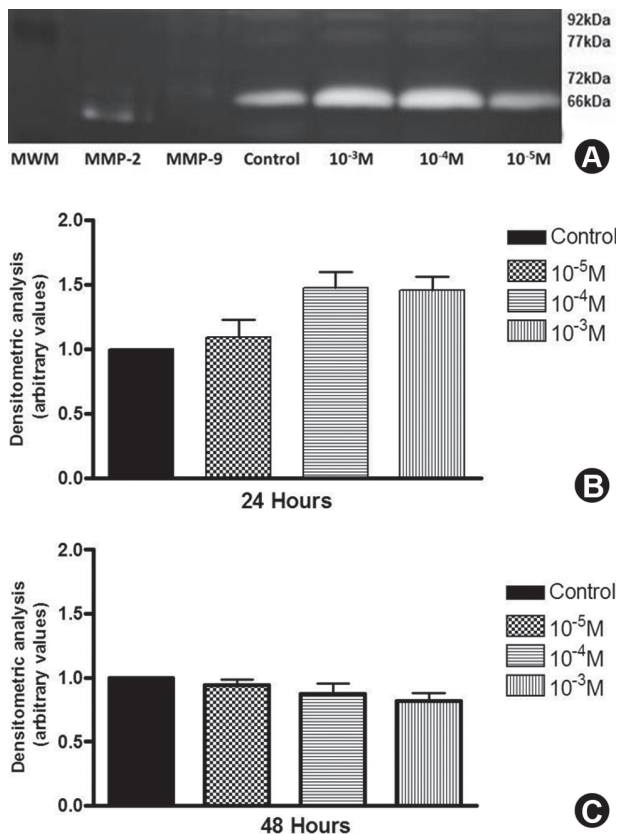 92kDa
77kDa
72kDa
66kDa
MWM MMP-2 MMP-9 Control 10⁻³M 10⁻⁴M 10⁻⁵M
A
Densitometric analysis
(arbitrary values)
2.0
1.5
1.0
0.5
0.0
24 Hours
Control
10⁻⁵M
10⁻⁴M
10⁻³M
B
Densitometric analysis
(arbitrary values)
2.0
1.5
1.0
0.5
0.0
48 Hours
Control
10⁻⁵M
10⁻⁴M
10⁻³M
C